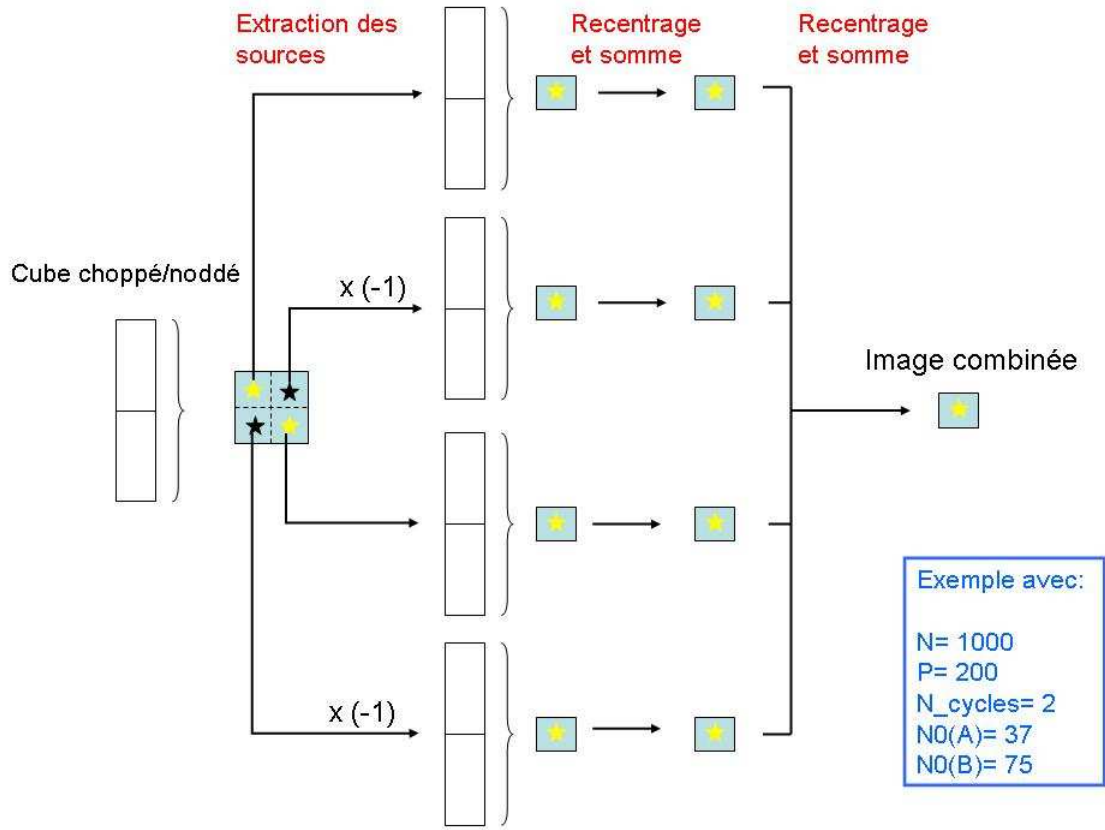 Extraction des
sources
Recentrage
et somme
Recentrage
et somme
Cube choppé/noddé
x (-1)
Image combinée
x (-1)
Exemple avec:
N= 1000
P= 200
N_cycles= 2
N0(A)= 37
N0(B)= 75